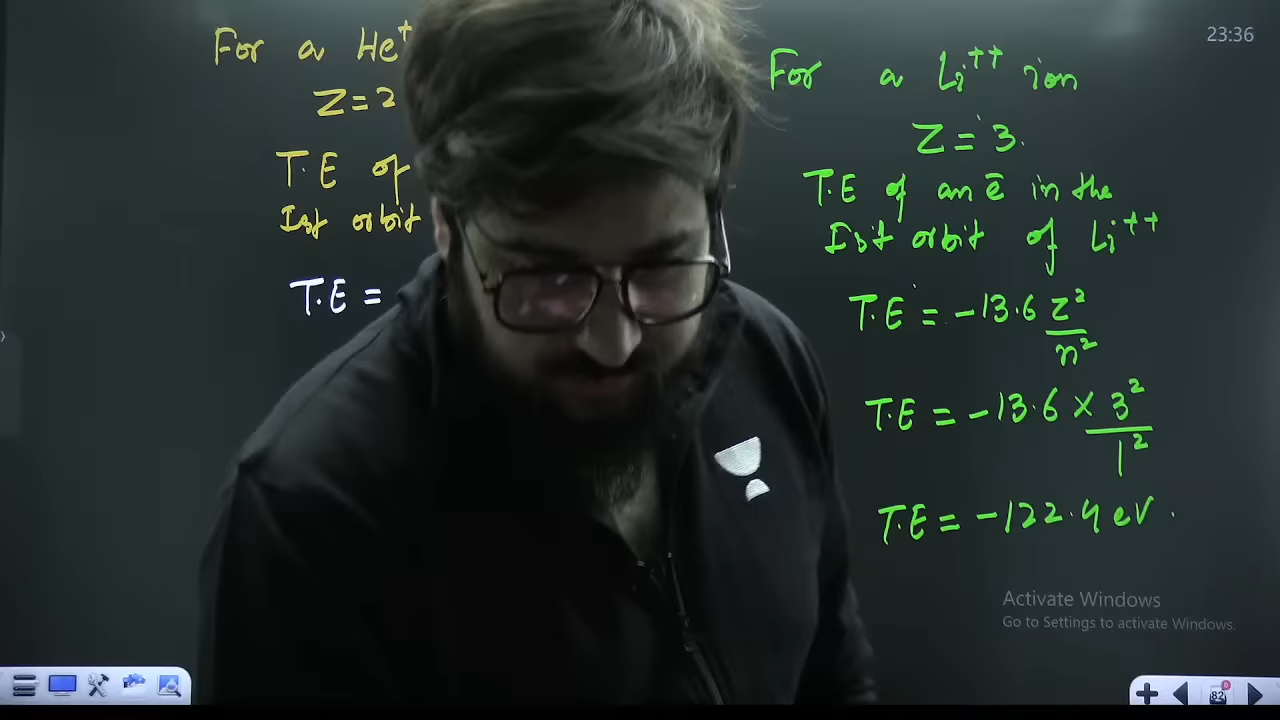 23:36
For a He⁺
Z=2
T.E of
Ist orbit
T.E =
For a Li⁺⁺ ion
Z = 3.
T.E of an ē in the
Ist orbit of Li⁺⁺
T.E = -13.6 Z²/n²
T.E = -13.6 × 3²/1²
T.E = -122.4 eV.
Activate Windows
Go to Settings to activate Windows.
82